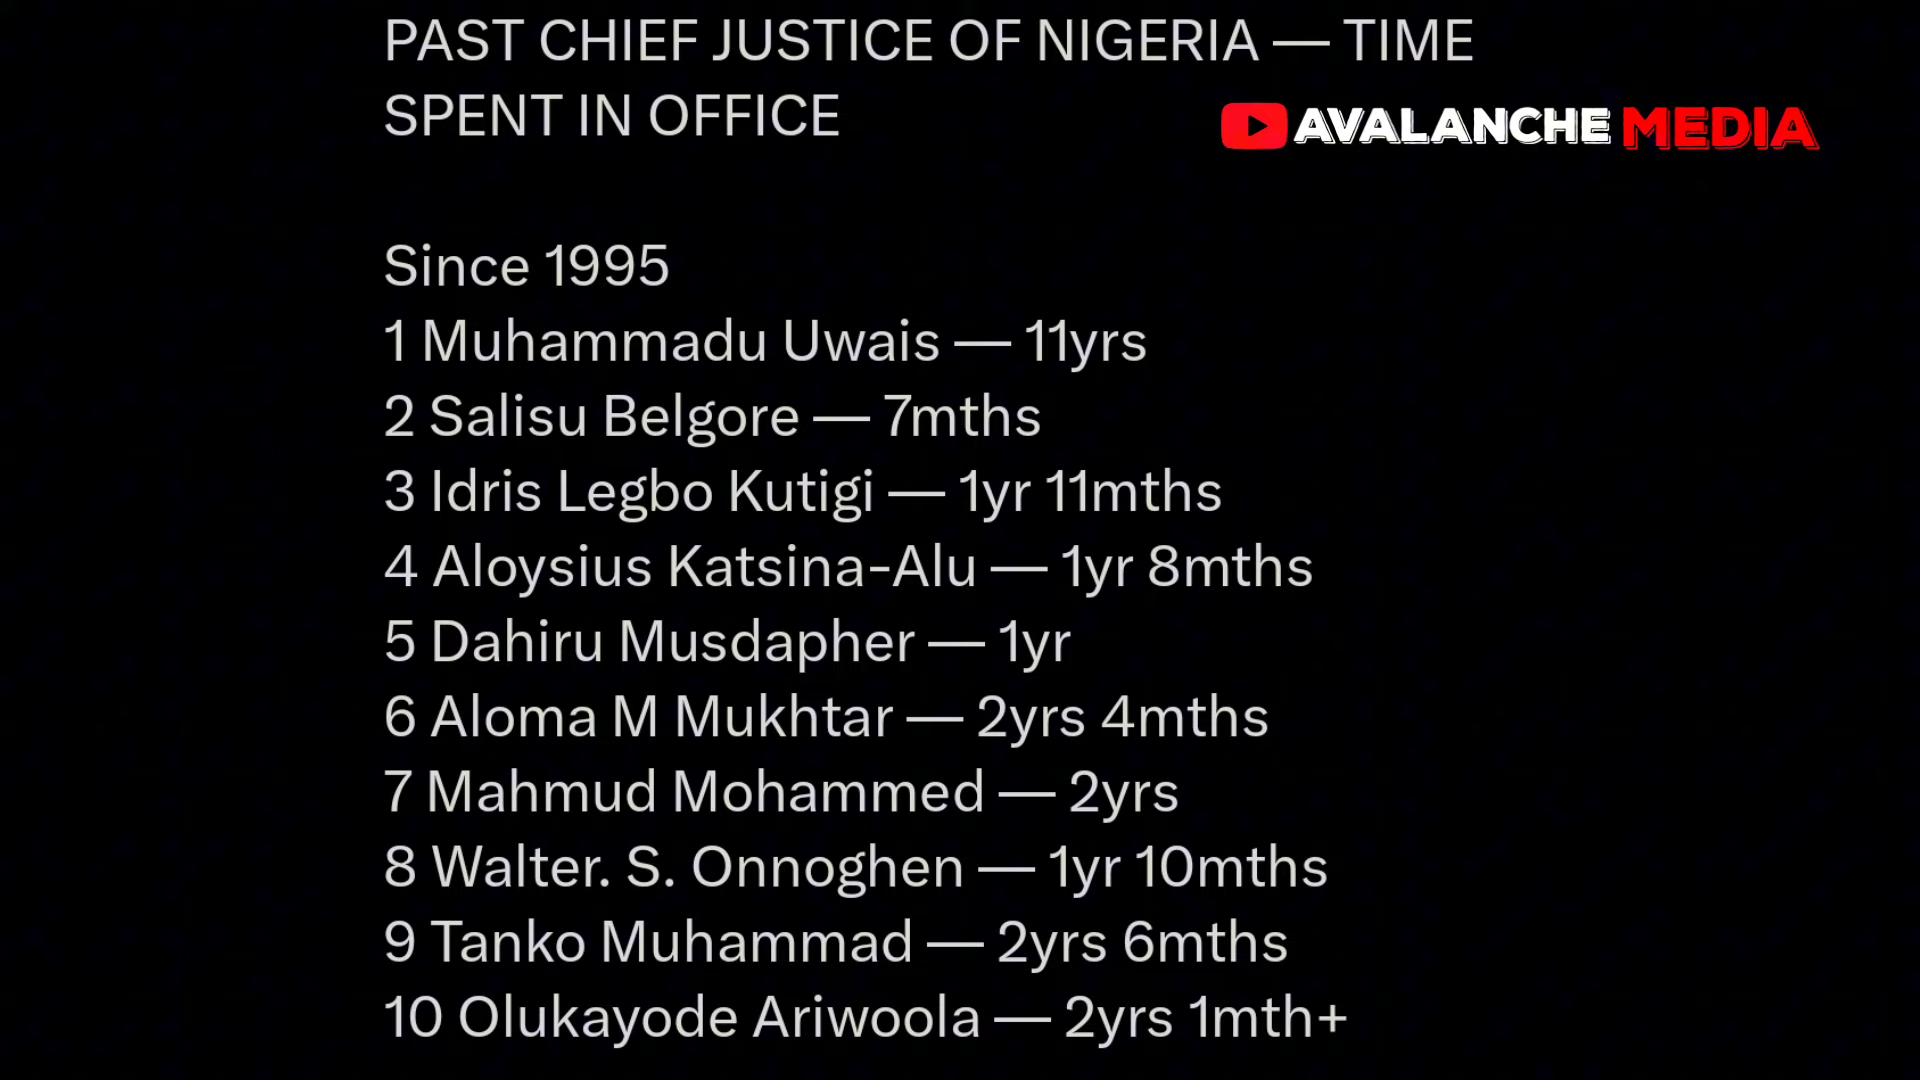 PAST CHIEF JUSTICE OF NIGERIA — TIME
SPENT IN OFFICE
AVALANCHE MEDIA
Since 1995
1 Muhammadu Uwais — 11yrs
2 Salisu Belgore — 7mths
3 Idris Legbo Kutigi — 1yr 11mths
4 Aloysius Katsina-Alu — 1yr 8mths
5 Dahiru Musdapher — 1yr
6 Aloma M Mukhtar — 2yrs 4mths
7 Mahmud Mohammed — 2yrs
8 Walter. S. Onnoghen — 1yr 10mths
9 Tanko Muhammad — 2yrs 6mths
10 Olukayode Ariwoola — 2yrs 1mth+